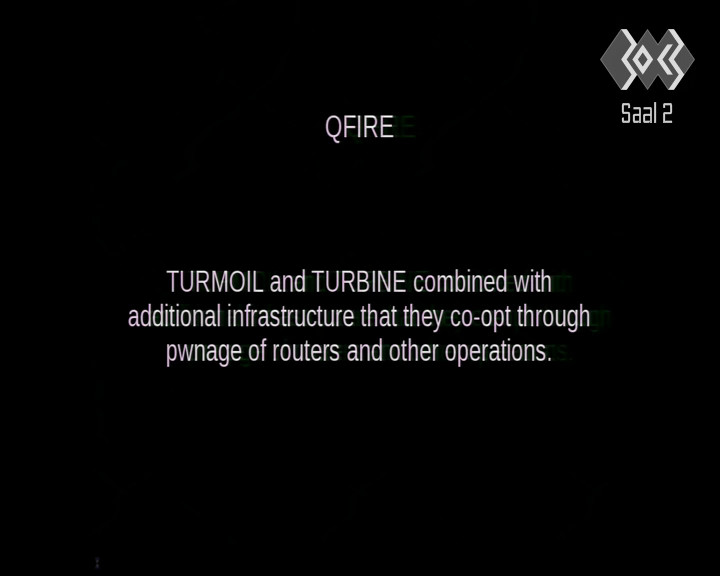 Saal 2
QFIRE
TURMOIL and TURBINE combined with
additional infrastructure that they co-opt through
pwnage of routers and other operations.